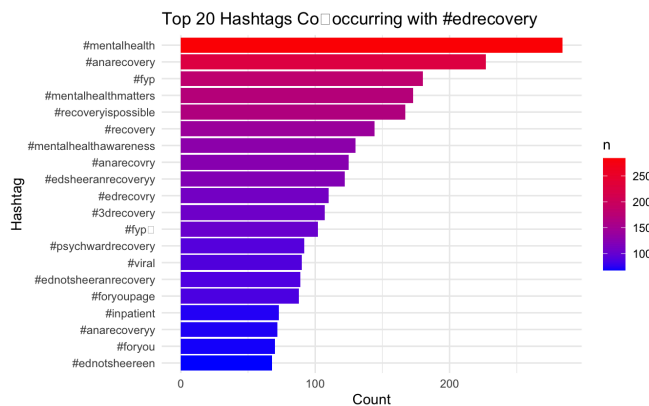 Top 20 Hashtags Co□occurring with #edrecovery
#mentalhealth
#anarecovery
#fyp
#mentalhealthmatters
#recoveryispossible
#recovery
#mentalhealthawareness
#anarecovry
#edsheeranrecoveryy
#edrecovry
#3drecovery
#fyp□
#psychwardrecovery
#viral
#ednotsheeranrecovery
#foryoupage
#inpatient
#anarecoveryy
#foryou
#ednotsheereen
Hashtag
0 100 200
Count
n
250
200
150
100